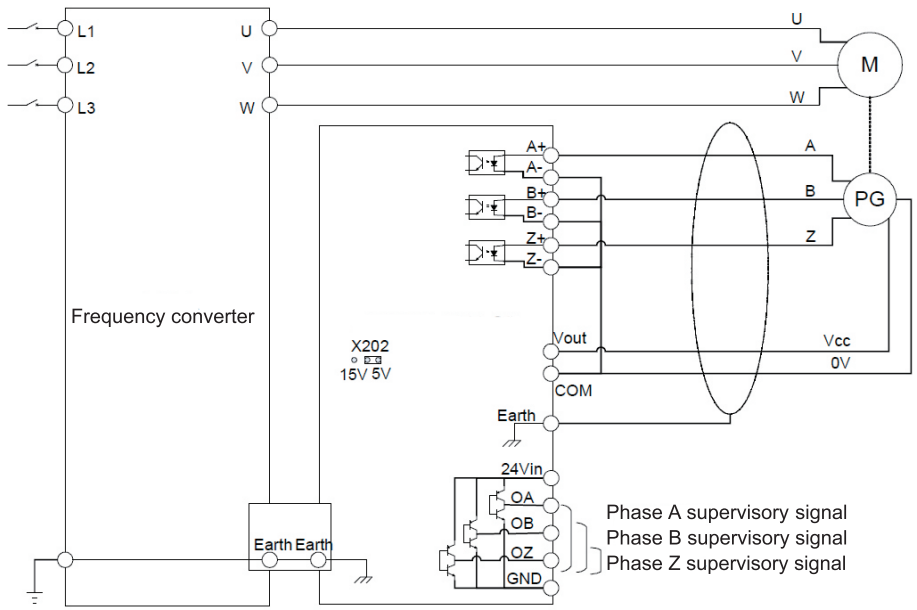 L1 U U
L2 V V
L3 W W
M
A+ A
A-
B+ B
B-
PG
Z+ Z
Z-
Frequency converter
X202
15V 5V
Vout Vcc
0V
COM
Earth
24Vin
OA Phase A supervisory signal
OB Phase B supervisory signal
OZ Phase Z supervisory signal
GND
Earth Earth